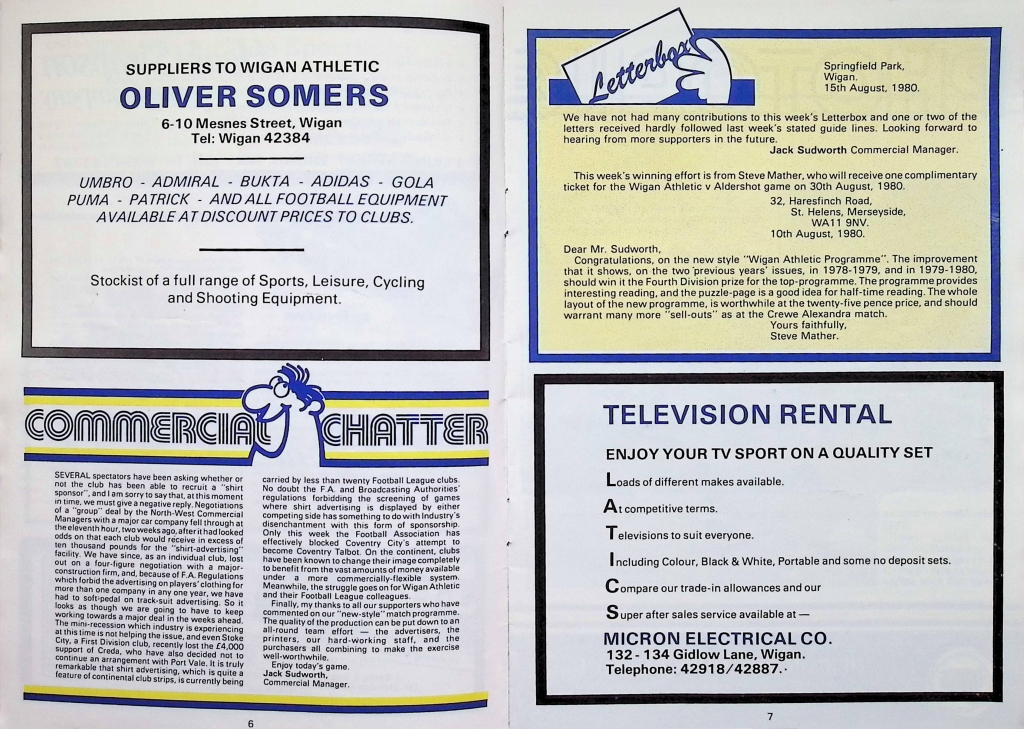 SUPPLIERS TO WIGAN ATHLETIC
OLIVER SOMERS
6-10 Mesnes Street, Wigan
Tel: Wigan 42384
UMBRO - ADMIRAL - BUKTA - ADIDAS - GOLA
PUMA - PATRICK - AND ALL FOOTBALL EQUIPMENT
AVAILABLE AT DISCOUNT PRICES TO CLUBS.
Stockist of a full range of Sports, Leisure, Cycling
and Shooting Equipment.
COMMERCIAL CHATTER
SEVERAL spectators have been asking whether or
not the club has been able to recruit a "shirt
sponsor", and I am sorry to say that, at this moment
in time, we must give a negative reply. Negotiations
of a "group" deal by the North-West Commercial
Managers with a major car company fell through at
the eleventh hour, two weeks ago, after it had looked
odds on that each club would receive in excess of
ten thousand pounds for the "shirt-advertising"
facility. We have since, as an individual club, lost
out on a four-figure negotiation with a major-
construction firm, and, because of F.A. Regulations
which forbid the advertising on players' clothing for
more than one company in any one year, we have
had to soft-pedal on track-suit advertising. So it
looks as though we are going to have to keep
working towards a major deal in the weeks ahead.
The mini-recession which industry is experiencing
at this time is not helping the issue, and even Stoke
City, a First Division club, recently lost the £4,000
support of Creda, who have also decided not to
continue an arrangement with Port Vale. It is truly
remarkable that shirt advertising, which is quite a
feature of continental club strips, is currently being
carried by less than twenty Football League clubs.
No doubt the F.A. and Broadcasting Authorities'
regulations forbidding the screening of games
where shirt advertising is displayed by either
competing side has something to do with Industry's
disenchantment with this form of sponsorship.
Only this week the Football Association has
effectively blocked Coventry City's attempt to
become Coventry Talbot. On the continent, clubs
have been known to change their image completely
to benefit from the vast amounts of money available
under a more commercially-flexible system.
Meanwhile, the struggle goes on for Wigan Athletic
and their Football League colleagues.
Finally, my thanks to all our supporters who have
commented on our "new-style" match programme.
The quality of the production can be put down to an
all-round team effort — the advertisers, the
printers, our hard-working staff, and the
purchasers all combining to make the exercise
well-worthwhile.
Enjoy today's game.
Jack Sudworth,
Commercial Manager.
6
Letterbox
Springfield Park,
Wigan.
15th August, 1980.
We have not had many contributions to this week's Letterbox and one or two of the
letters received hardly followed last week's stated guide lines. Looking forward to
hearing from more supporters in the future.
Jack Sudworth Commercial Manager.
This week's winning effort is from Steve Mather, who will receive one complimentary
ticket for the Wigan Athletic v Aldershot game on 30th August, 1980.
32, Haresfinch Road,
St. Helens, Merseyside,
WA11 9NV.
10th August, 1980.
Dear Mr. Sudworth,
Congratulations, on the new style "Wigan Athletic Programme". The improvement
that it shows, on the two previous years' issues, in 1978-1979, and in 1979-1980,
should win it the Fourth Division prize for the top-programme. The programme provides
interesting reading, and the puzzle-page is a good idea for half-time reading. The whole
layout of the new programme, is worthwhile at the twenty-five pence price, and should
warrant many more "sell-outs" as at the Crewe Alexandra match.
Yours faithfully,
Steve Mather.
TELEVISION RENTAL
ENJOY YOUR TV SPORT ON A QUALITY SET
Loads of different makes available.
At competitive terms.
Televisions to suit everyone.
Including Colour, Black & White, Portable and some no deposit sets.
Compare our trade-in allowances and our
Super after sales service available at —
MICRON ELECTRICAL CO.
132 - 134 Gidlow Lane, Wigan.
Telephone: 42918/42887.
7